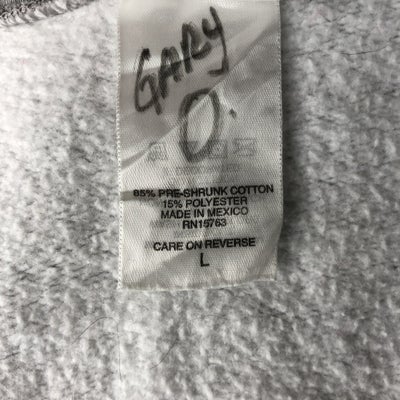 GARY
O.
85% PRE-SHRUNK COTTON
15% POLYESTER
MADE IN MEXICO
RN15763
CARE ON REVERSE
L